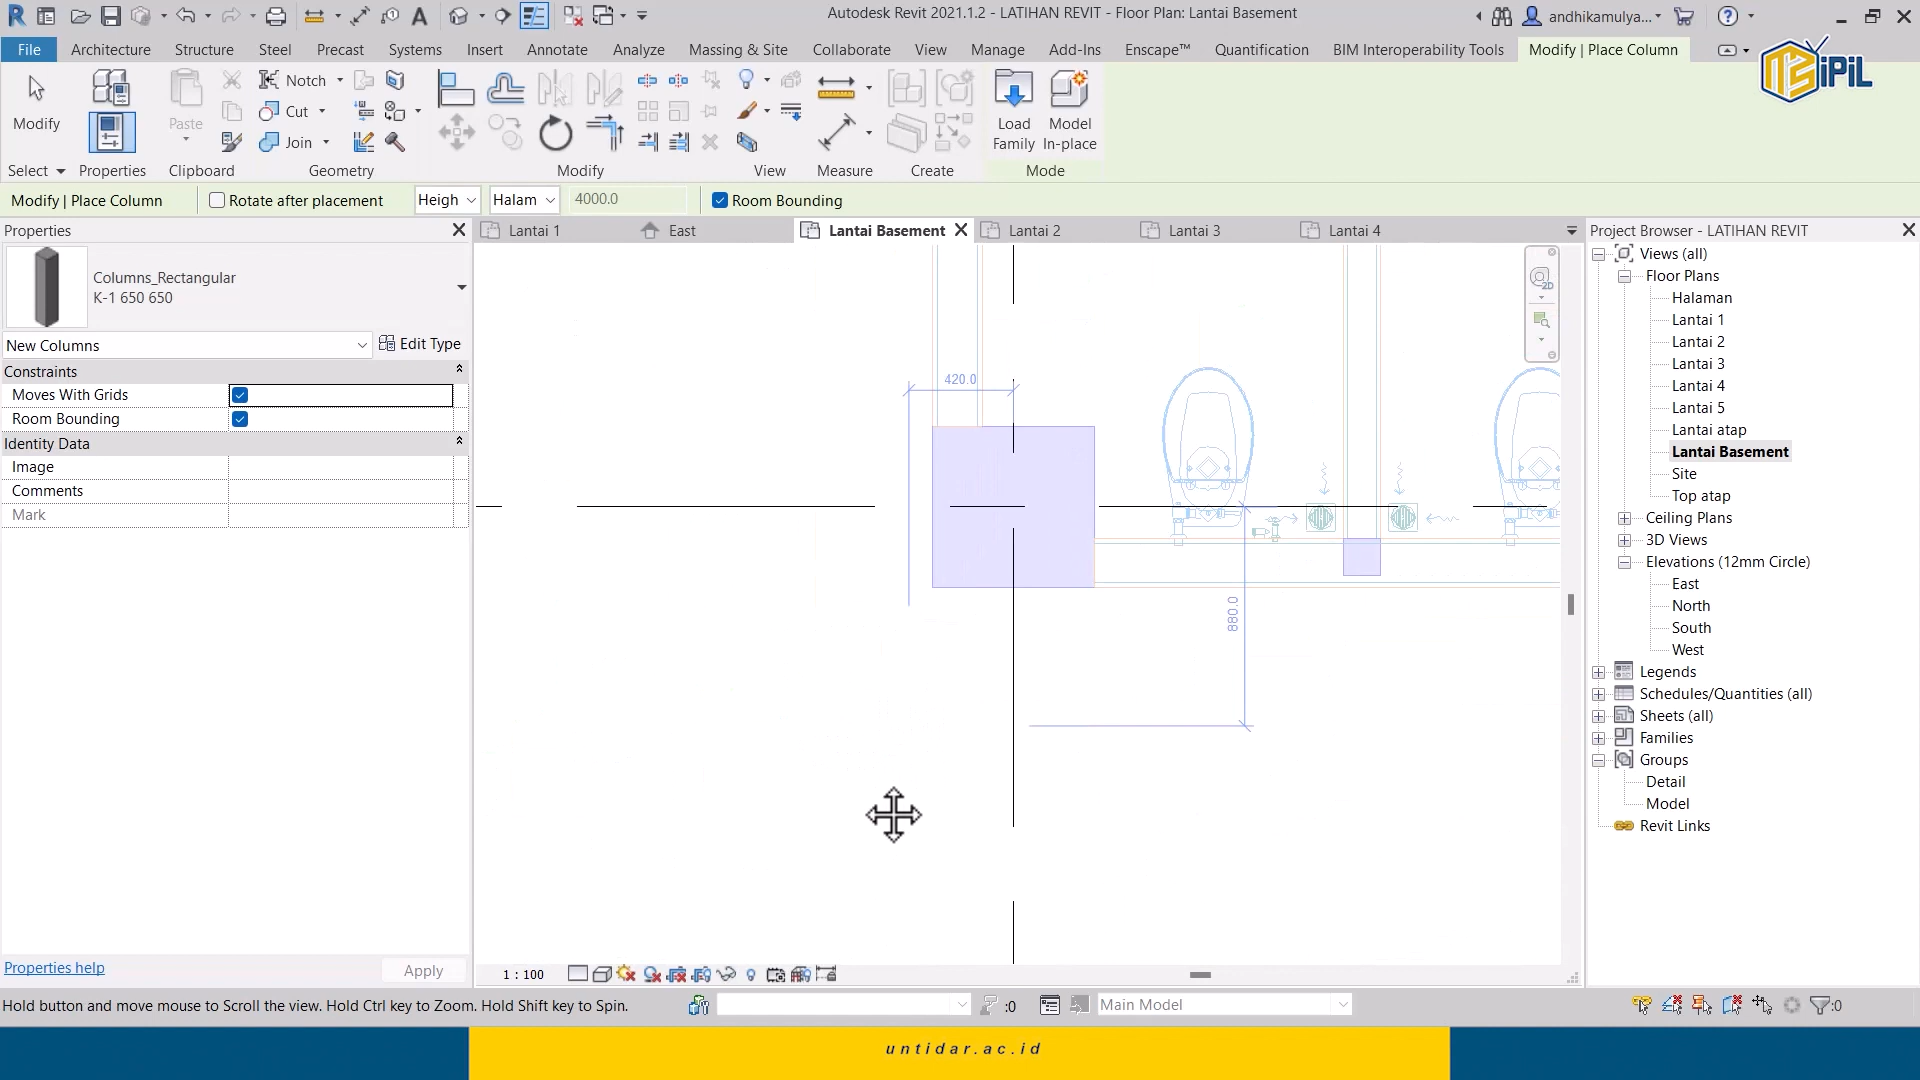 Autodesk Revit 2021.1.2 - LATIHAN REVIT - Floor Plan: Lantai Basement
andhikamulya...
File Architecture Structure Steel Precast Systems Insert Annotate Analyze Massing & Site Collaborate View Manage Add-Ins Enscape™ Quantification BIM Interoperability Tools Modify | Place Column
iPIL
Modify
Paste
Notch
Cut
Join
Load Family
Model In-place
Select Properties Clipboard Geometry Modify View Measure Create Mode
Modify | Place Column Rotate after placement Heigh Halam 4000.0 Room Bounding
Properties
Lantai 1 East Lantai Basement Lantai 2 Lantai 3 Lantai 4
Columns_Rectangular
K-1 650 650
New Columns Edit Type
Constraints
Moves With Grids
Room Bounding
Identity Data
Image
Comments
Mark
Properties help Apply
2D
420.0
880.0
1 : 100
Project Browser - LATIHAN REVIT
Views (all)
Floor Plans
Halaman
Lantai 1
Lantai 2
Lantai 3
Lantai 4
Lantai 5
Lantai atap
Lantai Basement
Site
Top atap
Ceiling Plans
3D Views
Elevations (12mm Circle)
East
North
South
West
Legends
Schedules/Quantities (all)
Sheets (all)
Families
Groups
Detail
Model
Revit Links
Hold button and move mouse to Scroll the view. Hold Ctrl key to Zoom. Hold Shift key to Spin. :0 Main Model :0
untidar.ac.id